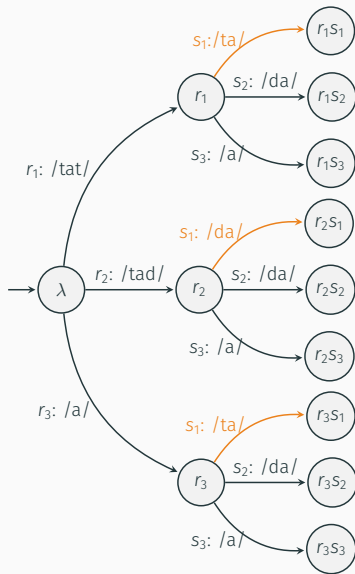 s₁:/ta/
r₁s₁
r₁
s₂: /da/
r₁s₂
s₃: /a/
r₁s₃
r₁: /tat/
s₁: /da/
r₂s₁
λ
r₂: /tad/
r₂
s₂: /da/
r₂s₂
s₃: /a/
r₂s₃
r₃: /a/
s₁: /ta/
r₃s₁
r₃
s₂: /da/
r₃s₂
s₃: /a/
r₃s₃